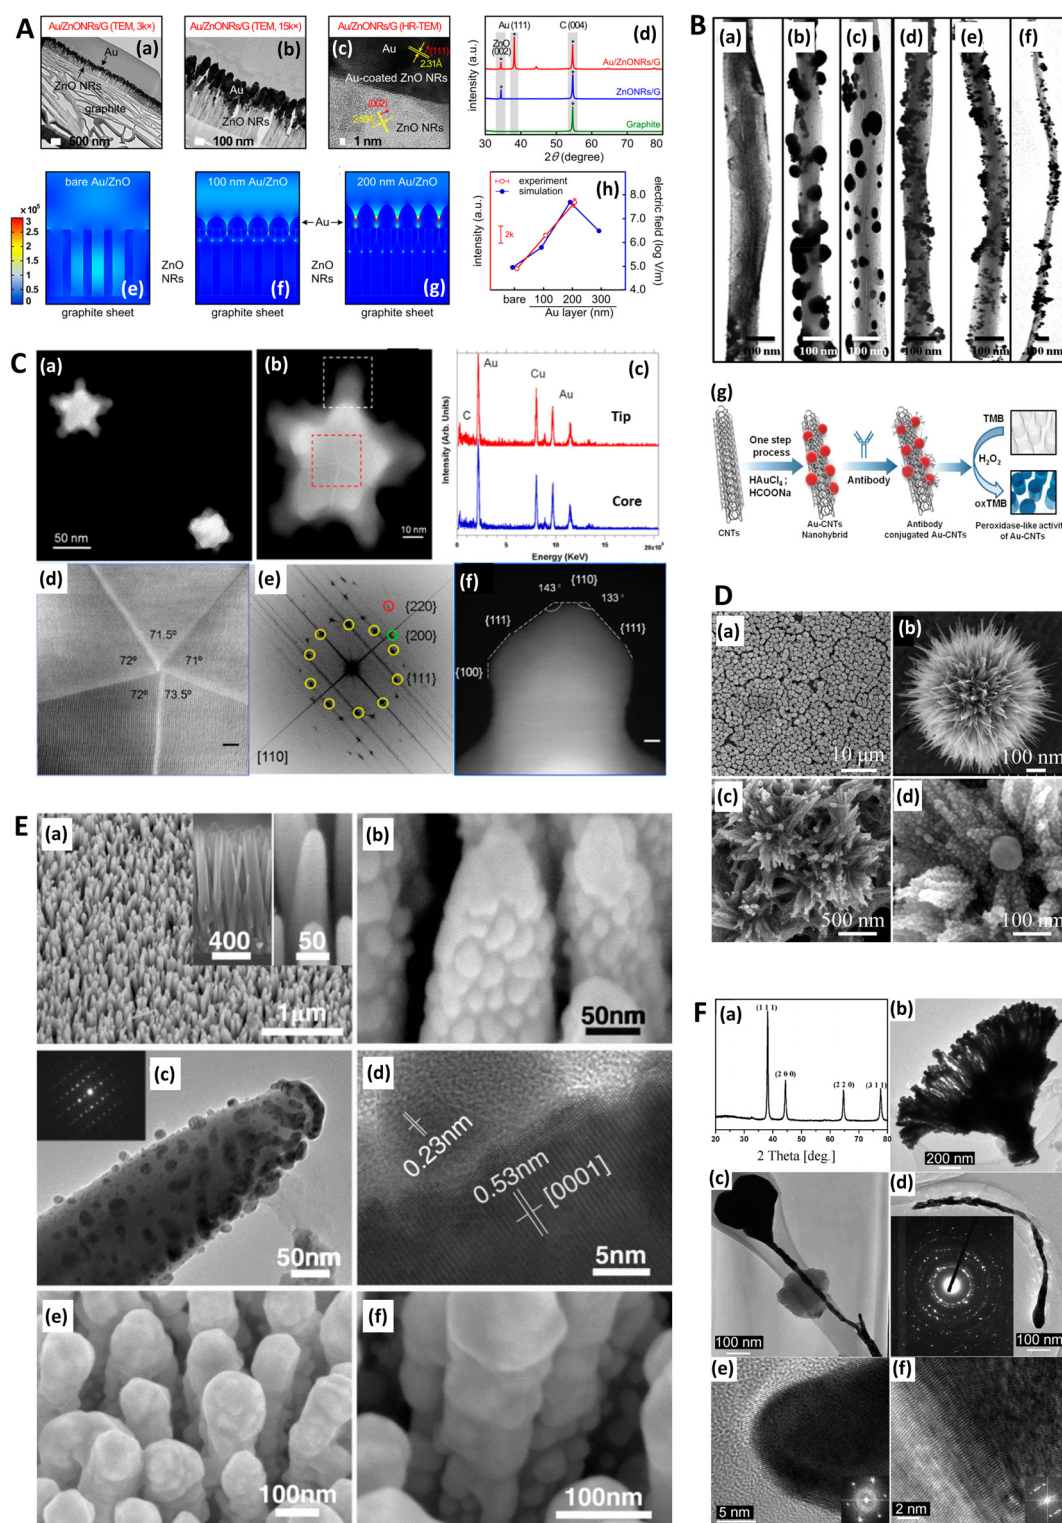 A
Au/ZnONRs/G (TEM, 3k×)
(a)
Au
ZnO NRs
graphite
500 nm
Au/ZnONRs/G (TEM, 15k×)
(b)
Au
ZnO NRs
100 nm
Au/ZnONRs/G (HR-TEM)
(c)
Au
(111)
2.31Å
Au-coated ZnO NRs
(002)
ZnO NRs
1 nm
Au (111)
C (004)
(d)
ZnO
(002)
Au/ZnONRs/G
ZnONRs/G
Graphite
intensity (a.u.)
30 40 50 60 70 80
2θ (degree)
× 10⁵
3
2.5
2
1.5
1
0.5
0
bare Au/ZnO
(e)
graphite sheet
ZnO
NRs
100 nm Au/ZnO
(f)
graphite sheet
Au
ZnO
NRs
200 nm Au/ZnO
(g)
graphite sheet
experiment
simulation
(h)
2k
intensity (a.u.)
electric field (log V/m)
8.0
7.0
6.0
5.0
4.0
bare 100 200 300
Au layer (nm)
B
(a)
100 nm
(b)
100 nm
(c)
100 nm
(d)
100 nm
(e)
100 nm
(f)
100 nm
(g)
CNTs
One step
process
HAuCl₄ ;
HCOONa
Au-CNTs
Nanohybrid
Antibody
Antibody
conjugated Au-CNTs
TMB
H₂O₂
oxTMB
Peroxidase-like activity
of Au-CNTs
C
(a)
50 nm
(b)
10 nm
(c)
Au
Cu
Au
C
Tip
Core
Intensity (Arb. Units)
0 5 10 15 20x10³
Energy (KeV)
(d)
71.5º
72º
71º
72º
73.5º
(e)
{220}
{200}
{111}
[110]
(f)
{110}
143°
133°
{111}
{111}
{100}
D
(a)
10 μm
(b)
100 nm
(c)
500 nm
(d)
100 nm
E
(a)
400
50
1μm
(b)
50nm
(c)
50nm
(d)
0.23nm
0.53nm
[0001]
5nm
(e)
100nm
(f)
100nm
F
(a)
(1 1 1)
(2 0 0)
(2 2 0)
(3 1 1)
20 30 40 50 60 70 80
2 Theta [deg.]
(b)
200 nm
(c)
100 nm
(d)
100 nm
(e)
5 nm
(f)
2 nm